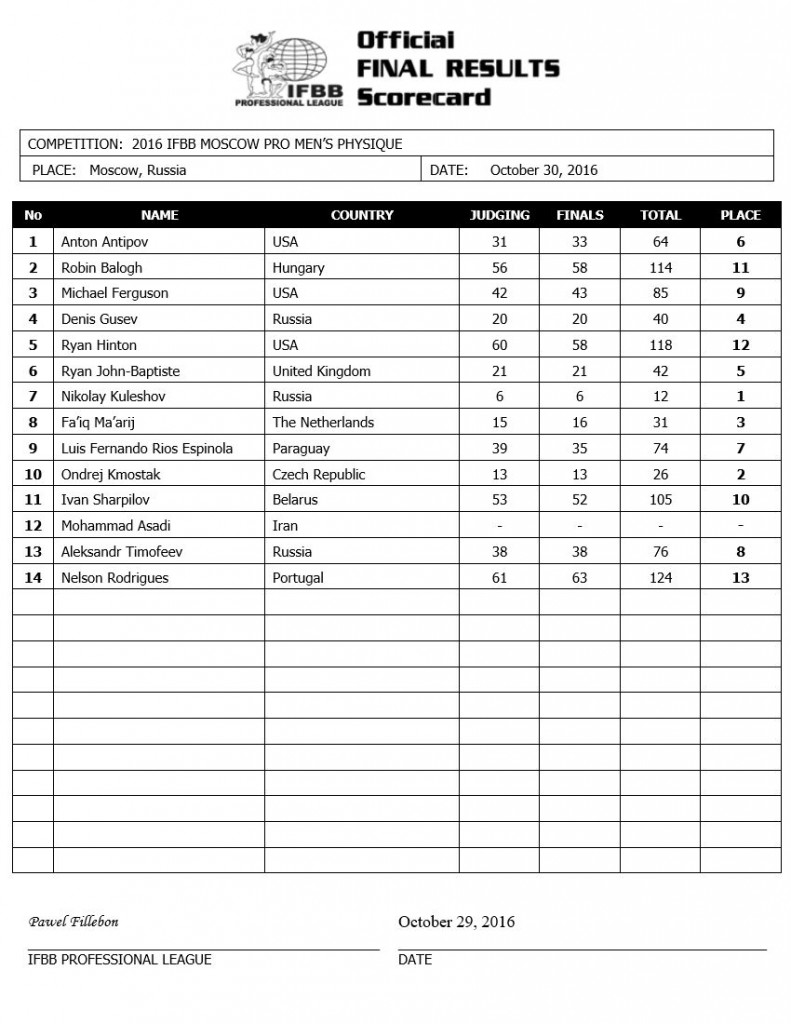 Official
FINAL RESULTS
Scorecard
IFBB
PROFESSIONAL LEAGUE
COMPETITION: 2016 IFBB MOSCOW PRO MEN'S PHYSIQUE
PLACE: Moscow, Russia DATE: October 30, 2016
No NAME COUNTRY JUDGING FINALS TOTAL PLACE
1 Anton Antipov USA 31 33 64 6
2 Robin Balogh Hungary 56 58 114 11
3 Michael Ferguson USA 42 43 85 9
4 Denis Gusev Russia 20 20 40 4
5 Ryan Hinton USA 60 58 118 12
6 Ryan John-Baptiste United Kingdom 21 21 42 5
7 Nikolay Kuleshov Russia 6 6 12 1
8 Fa'iq Ma'arij The Netherlands 15 16 31 3
9 Luis Fernando Rios Espinola Paraguay 39 35 74 7
10 Ondrej Kmostak Czech Republic 13 13 26 2
11 Ivan Sharpilov Belarus 53 52 105 10
12 Mohammad Asadi Iran - - - -
13 Aleksandr Timofeev Russia 38 38 76 8
14 Nelson Rodrigues Portugal 61 63 124 13
Pawel Fillebon October 29, 2016
IFBB PROFESSIONAL LEAGUE DATE